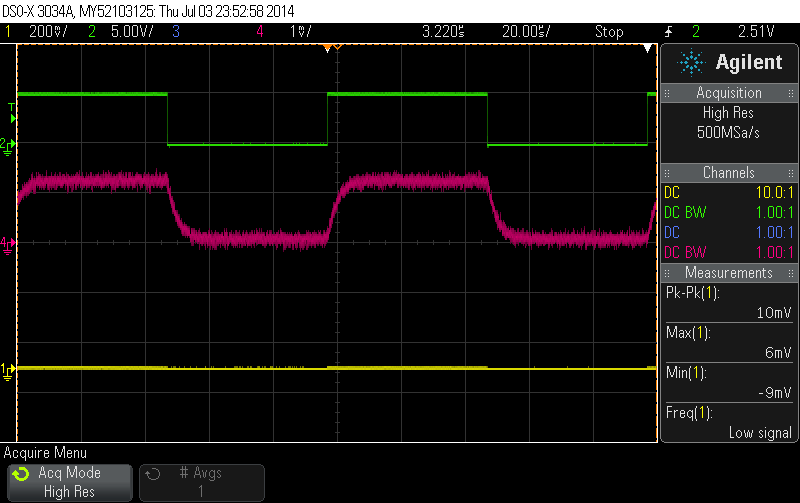 DSO-X 3034A, MY52103125: Thu Jul 03 23:52:58 2014
1 200♉/ 2 5.00V/ 3 4 1♉/ 3.220s 20.00s/ Stop 2 2.51V
Agilent
Acquisition
High Res
500MSa/s
Channels
DC 10.0:1
DC BW 1.00:1
DC 1.00:1
DC BW 1.00:1
Measurements
Pk-Pk(1):
10mV
Max(1):
6mV
Min(1):
-9mV
Freq(1):
Low signal
T
2
4
1
Acquire Menu
Acq Mode
High Res
# Avgs
1